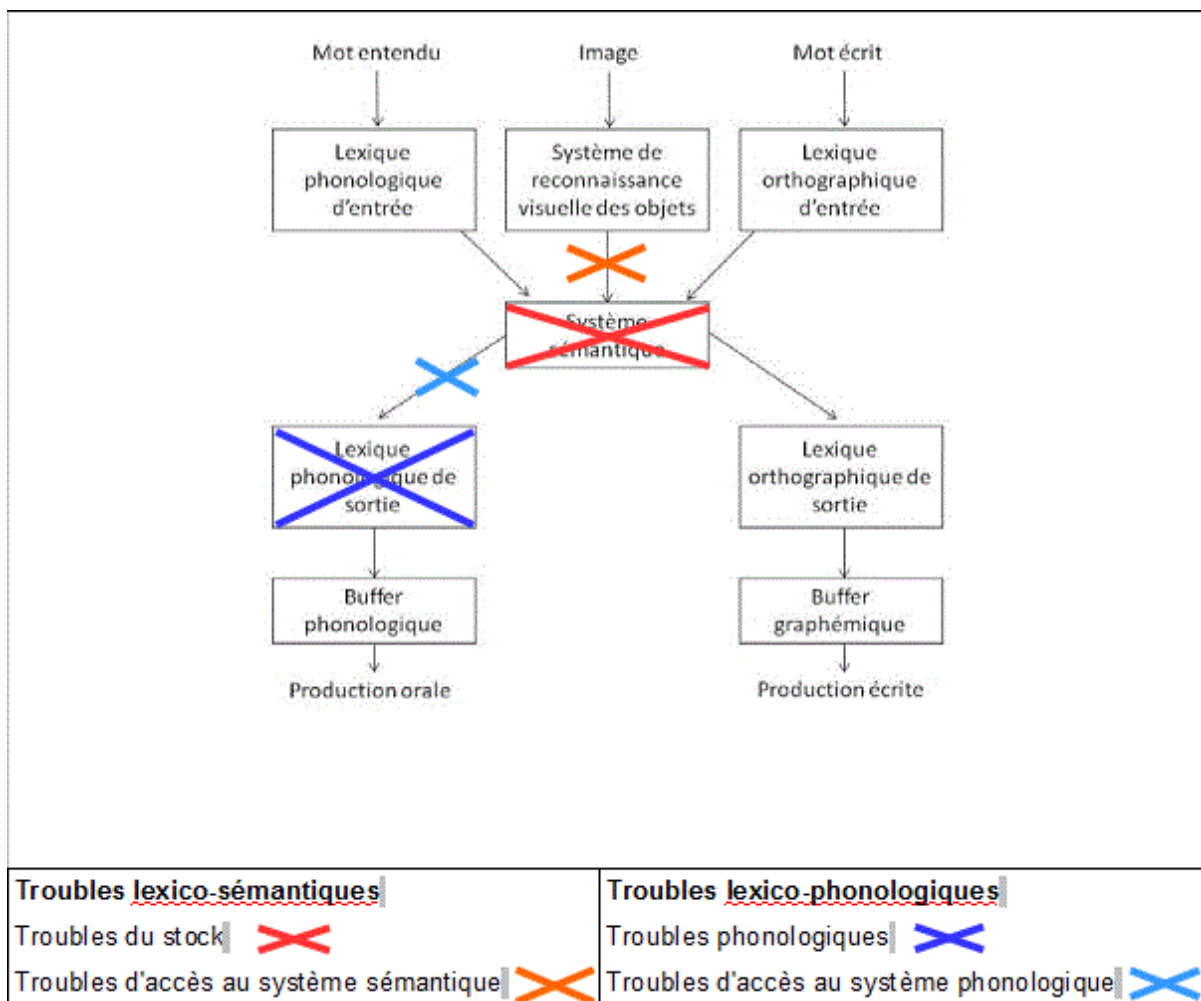 Mot entendu
Image
Mot écrit
Lexique
phonologique
d'entrée
Système de
reconnaissance
visuelle des objets
Lexique
orthographique
d'entrée
Système
sémantique
Lexique
phonologique de
sortie
Lexique
orthographique de
sortie
Buffer
phonologique
Buffer
graphémique
Production orale
Production écrite
Troubles lexico-sémantiques
Troubles du stock
Troubles d'accès au système sémantique
Troubles lexico-phonologiques
Troubles phonologiques
Troubles d'accès au système phonologique